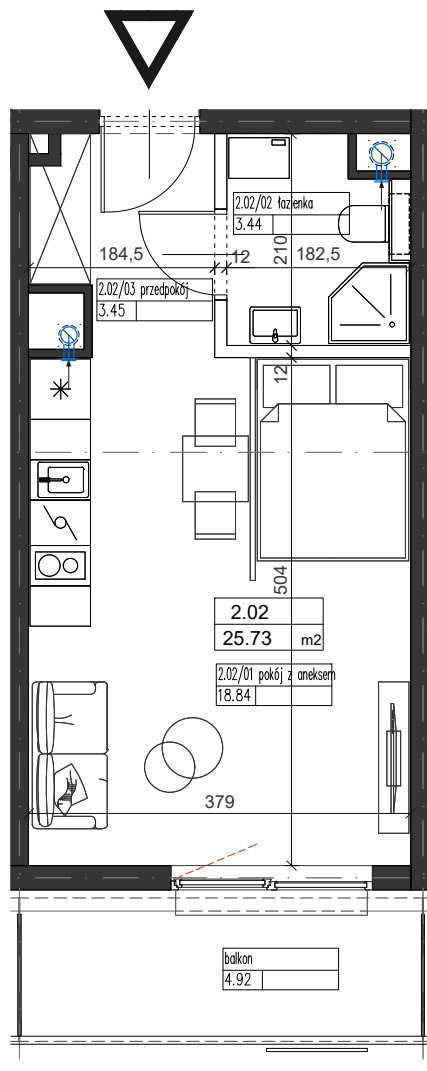 2.02/02 łazienka
3.44
210
184,5
12
182,5
2.02/03 przedpokój
3.45
12
504
2.02
25.73 m2
2.02/01 pokój z aneksem
18.84
379
balkon
4.92